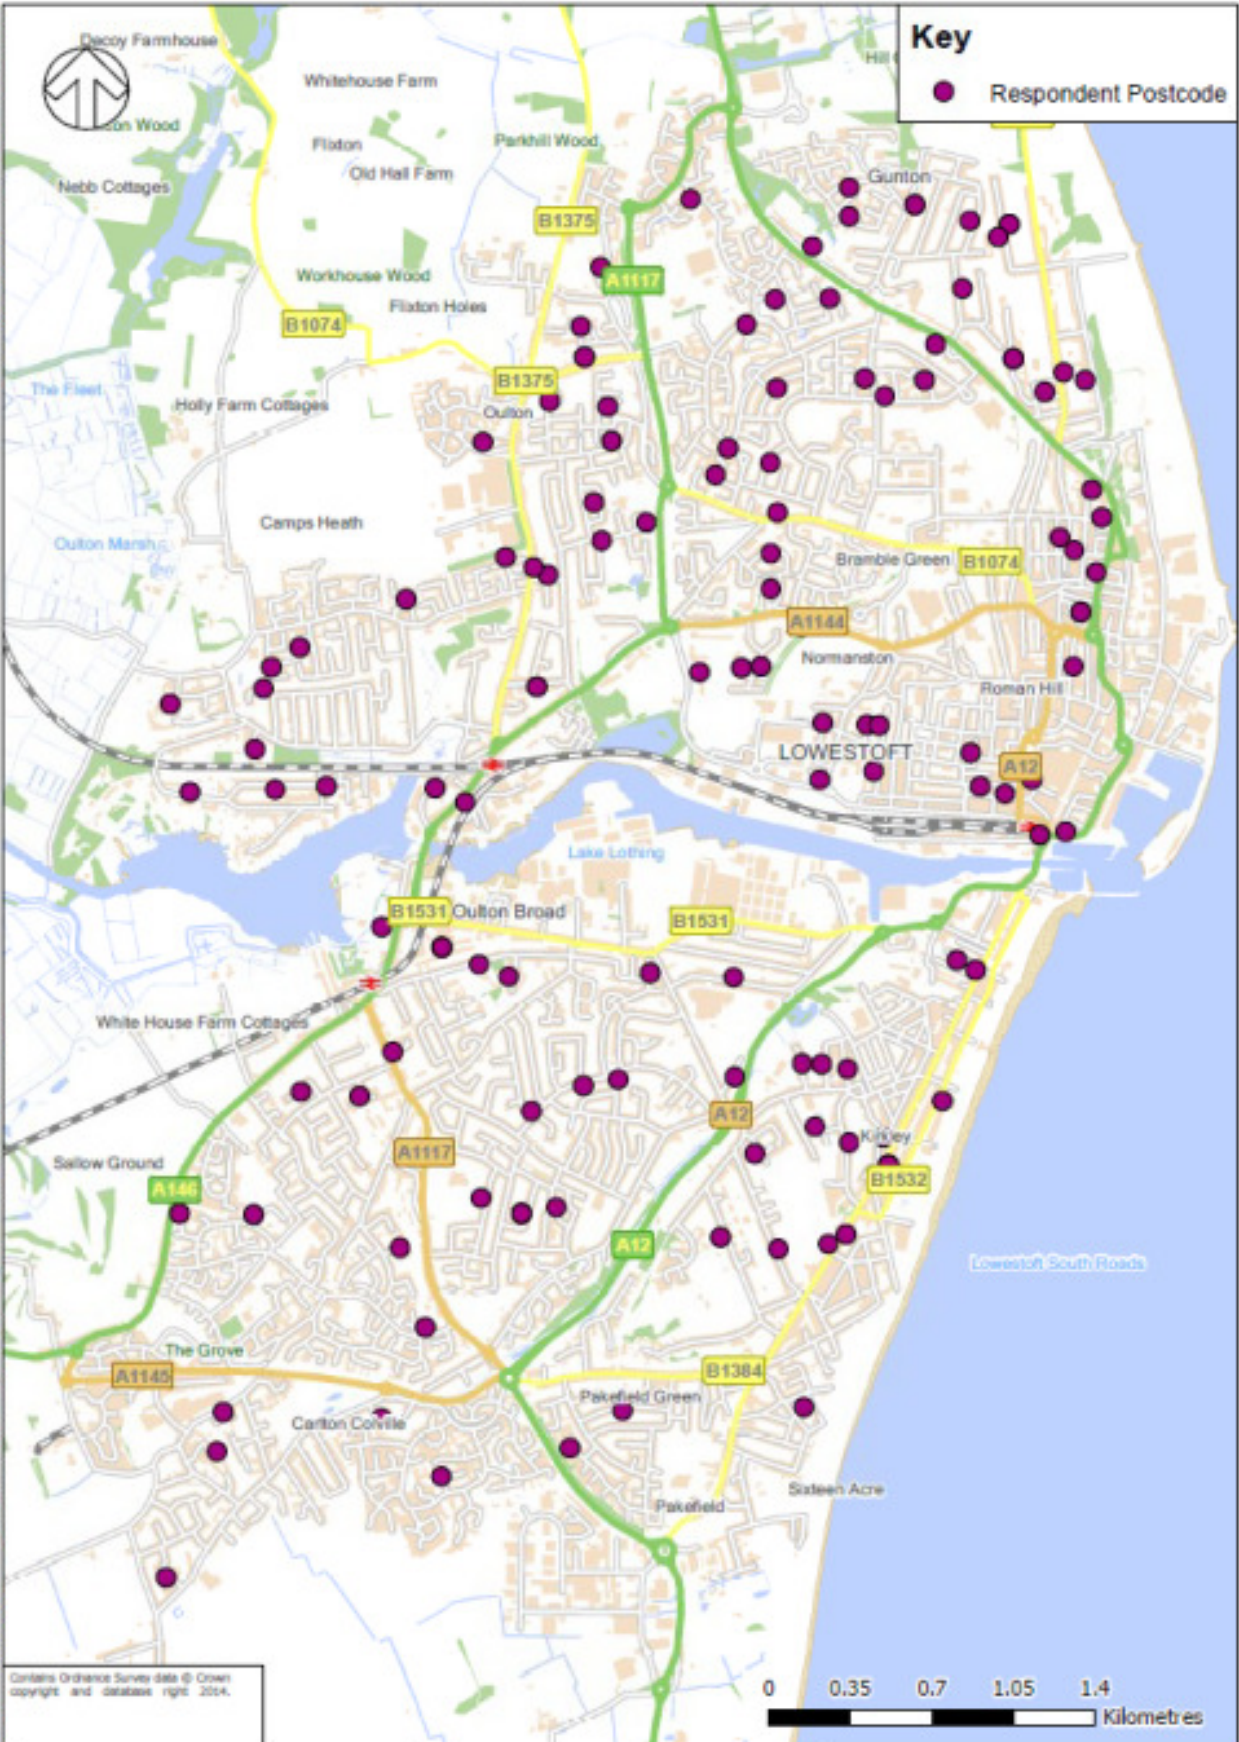 Key
Respondent Postcode
Decoy Farmhouse
Whitehouse Farm
Hill
Wood
Flixton
Parkhill Wood
Old Hall Farm
Nebb Cottages
Gunton
B1375
Workhouse Wood
A1117
Flixton Holes
B1074
The Fleet
B1375
Holly Farm Cottages
Oulton
Camps Heath
Oulton Marsh
Bramble Green
B1074
A1144
Normanston
Roman Hill
LOWESTOFT
A12
Lake Lothing
B1531
Oulton Broad
B1531
White House Farm Cottages
A12
Kirkley
A1117
Sallow Ground
A146
B1532
A12
Lowestoft South Roads
The Grove
A1145
B1384
Pakefield Green
Carlton Colville
Sixteen Acre
Pakefield
Contains Ordnance Survey data © Crown
copyright and database right 2014.
0 0.35 0.7 1.05 1.4
Kilometres